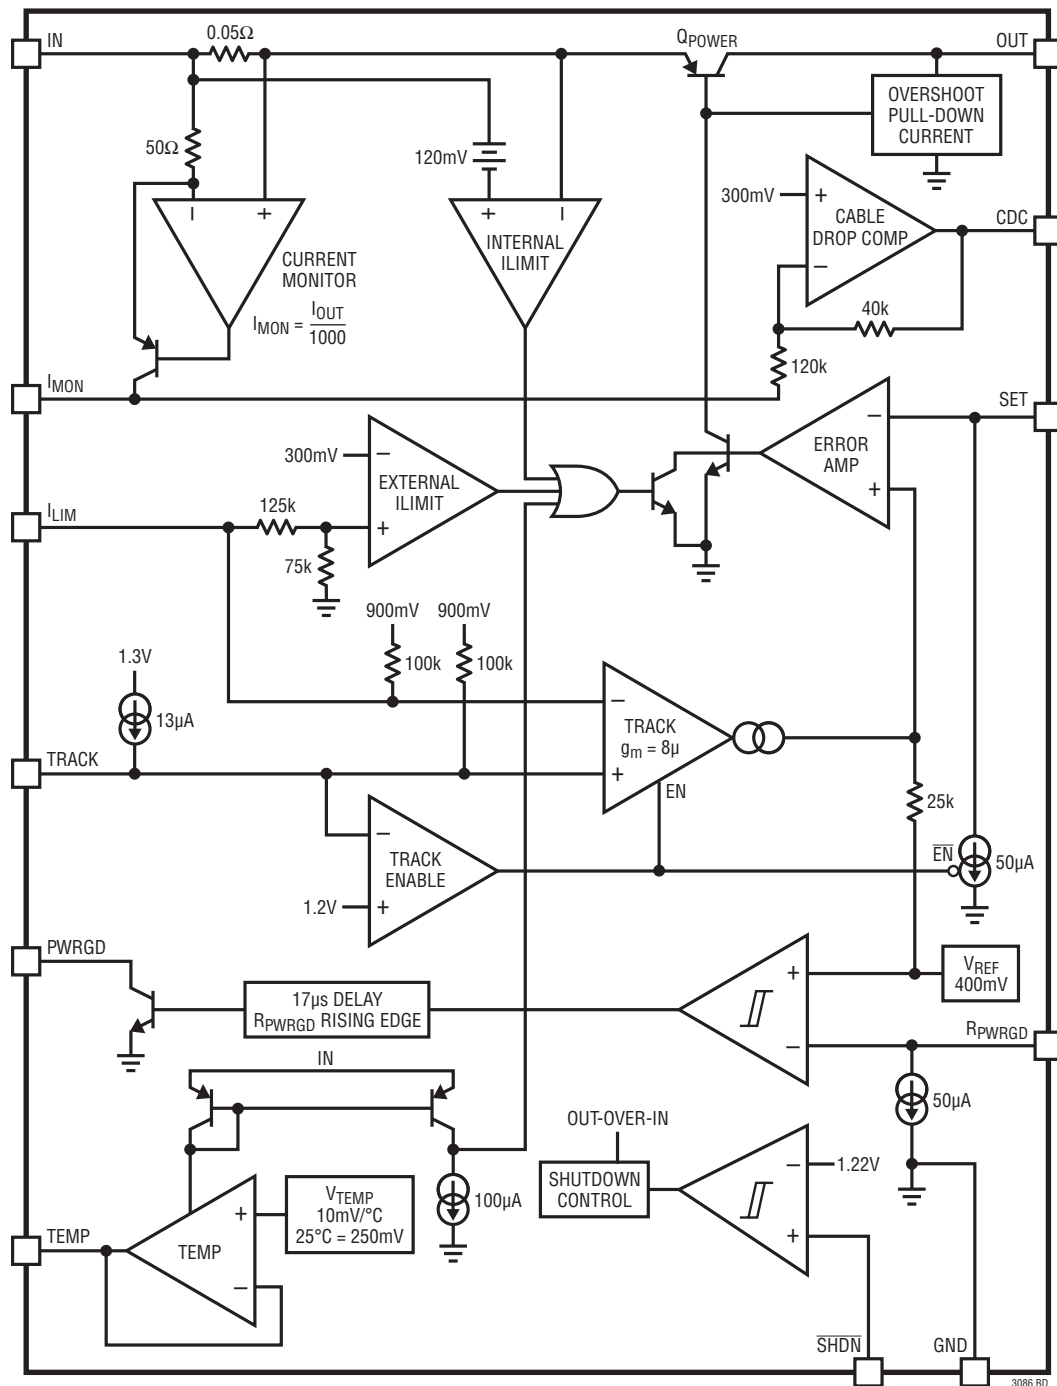 IN
0.05Ω
QPOWER
OUT
OVERSHOOT
PULL-DOWN
CURRENT
50Ω
120mV
300mV
+
CABLE
DROP COMP
–
CDC
– +
+ –
INTERNAL
ILIMIT
CURRENT
MONITOR
IMON = IOUT
1000
40k
120k
IMON
SET
–
ERROR
AMP
+
300mV
–
EXTERNAL
ILIMIT
+
ILIM
125k
75k
900mV 900mV
100k 100k
1.3V
13µA
TRACK
–
TRACK
gm = 8µ
+
EN
25k
–
TRACK
ENABLE
1.2V
+
EN
50µA
PWRGD
17µs DELAY
RPWRGD RISING EDGE
+
–
VREF
400mV
RPWRGD
50µA
IN
OUT-OVER-IN
SHUTDOWN
CONTROL
–
1.22V
+
100µA
VTEMP
10mV/°C
25°C = 250mV
TEMP
+
TEMP
–
SHDN
GND
3086 BD